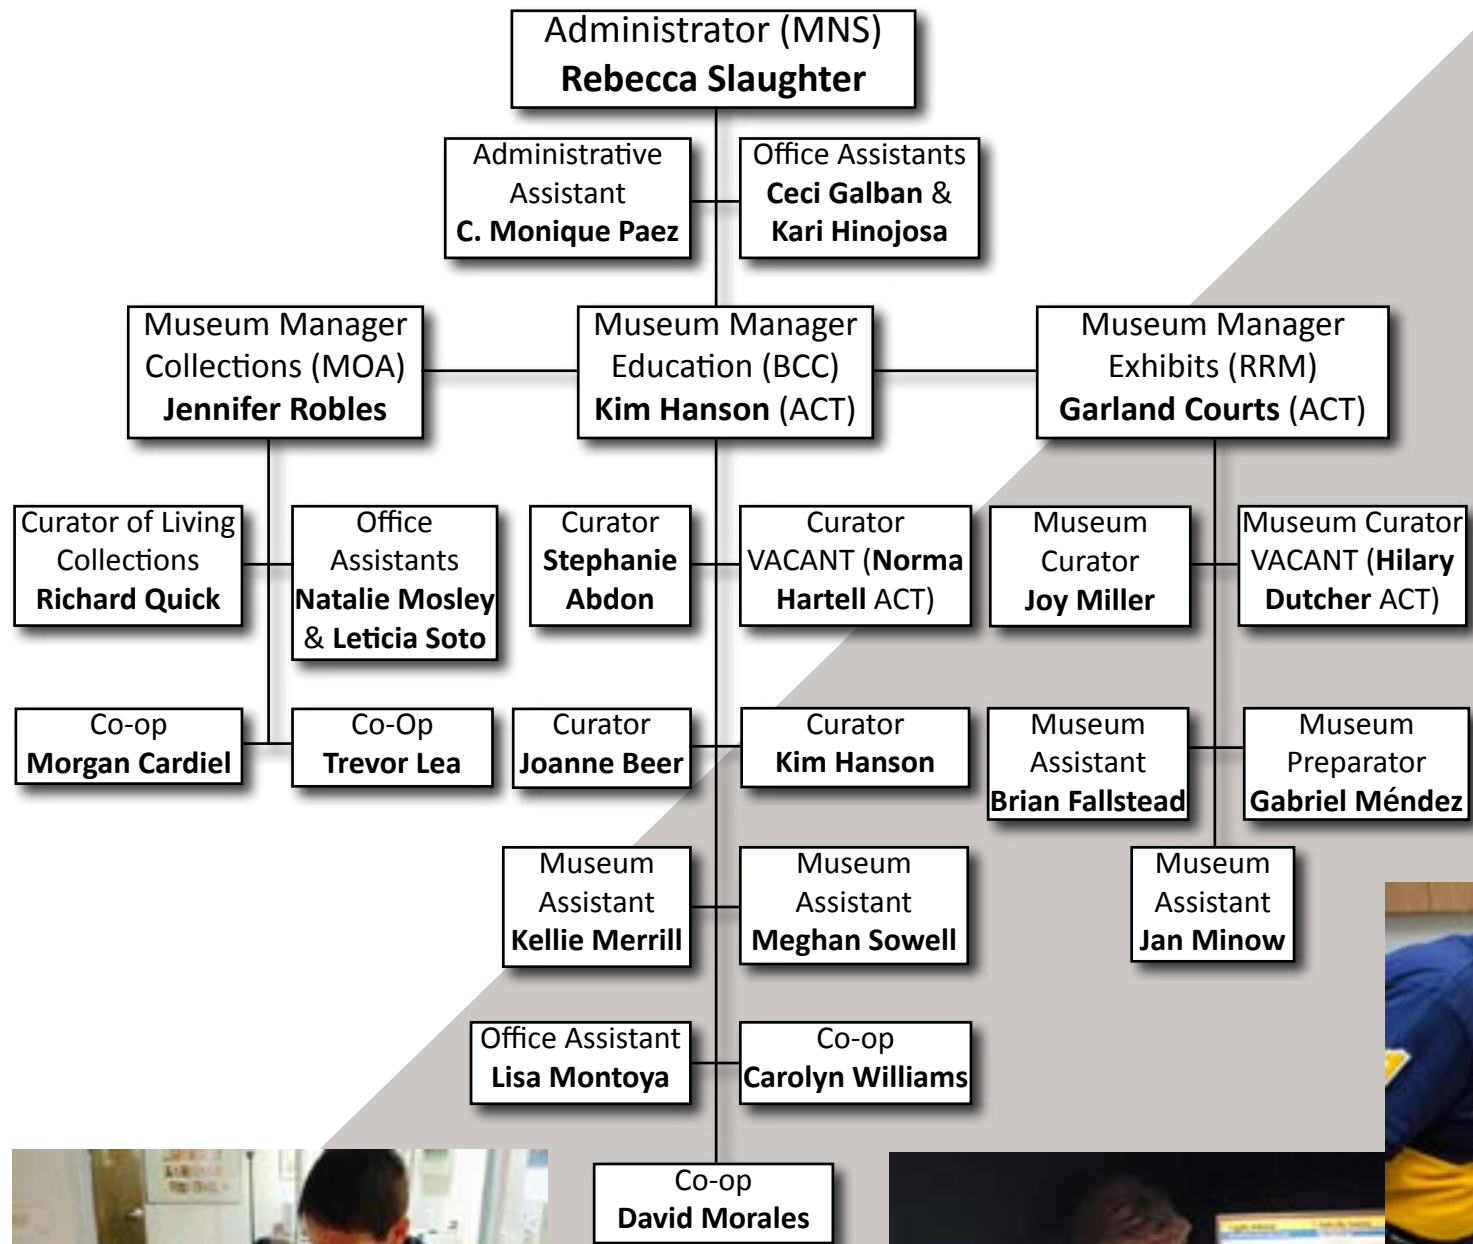 Administrator (MNS)
Rebecca Slaughter
Administrative
Assistant
C. Monique Paez
Office Assistants
Ceci Galban &
Kari Hinojosa
Museum Manager
Collections (MOA)
Jennifer Robles
Museum Manager
Education (BCC)
Kim Hanson (ACT)
Museum Manager
Exhibits (RRM)
Garland Courts (ACT)
Curator of Living
Collections
Richard Quick
Office
Assistants
Natalie Mosley
& Leticia Soto
Curator
Stephanie
Abdon
Curator
VACANT (Norma
Hartell ACT)
Museum
Curator
Joy Miller
Museum Curator
VACANT (Hilary
Dutcher ACT)
Co-op
Morgan Cardiel
Co-Op
Trevor Lea
Curator
Joanne Beer
Curator
Kim Hanson
Museum
Assistant
Brian Fallstead
Museum
Preparator
Gabriel Méndez
Museum
Assistant
Kellie Merrill
Museum
Assistant
Meghan Sowell
Museum
Assistant
Jan Minow
Office Assistant
Lisa Montoya
Co-op
Carolyn Williams
Co-op
David Morales